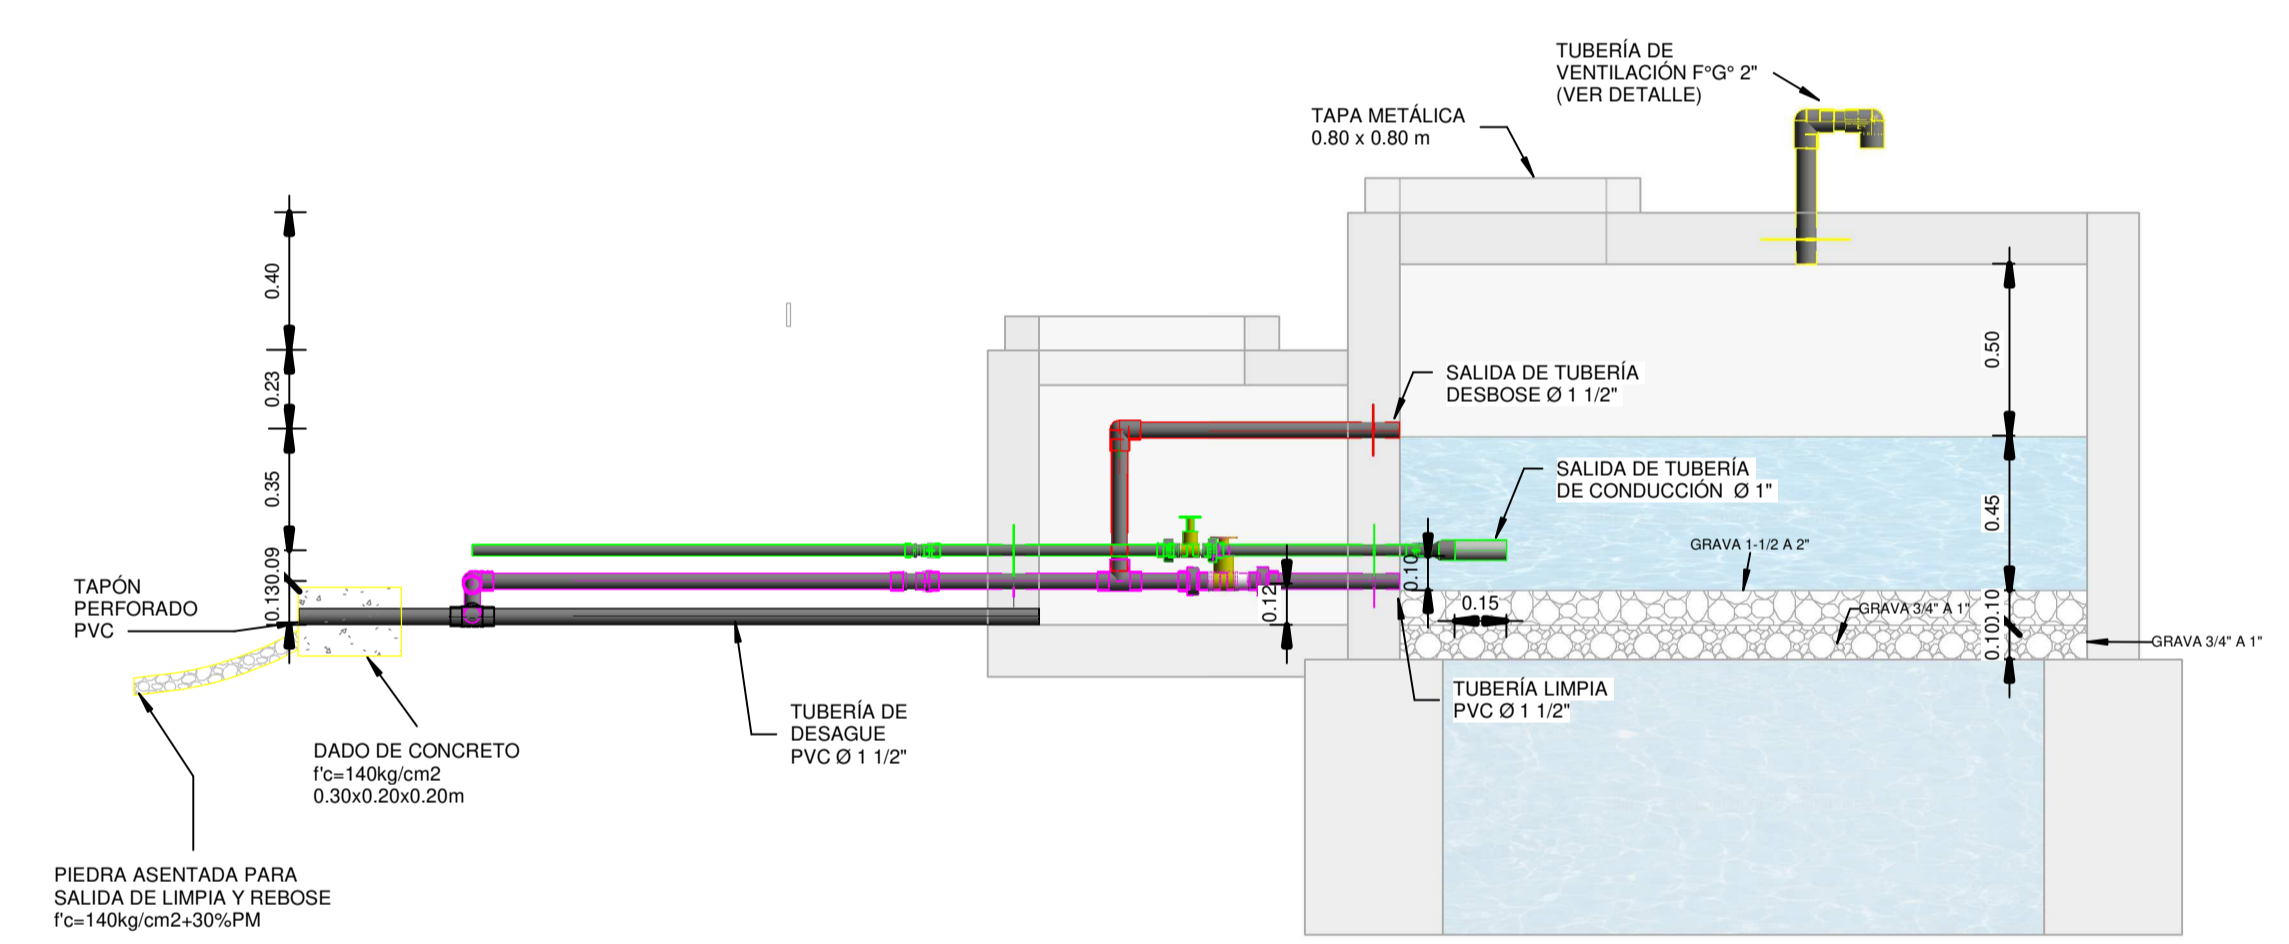 TUBERÍA DE
VENTILACIÓN F°G° 2"
(VER DETALLE)
TAPA METÁLICA
0.80 x 0.80 m
0.40
0.23
0.35
0.09
0.13
0.50
0.45
0.10
0.10
SALIDA DE TUBERÍA
DESBOSE Ø 1 1/2"
SALIDA DE TUBERÍA
DE CONDUCCIÓN Ø 1"
GRAVA 1-1/2 A 2"
0.10
0.12
0.15
GRAVA 3/4" A 1"
GRAVA 3/4" A 1"
TAPÓN
PERFORADO
PVC
TUBERÍA LIMPIA
PVC Ø 1 1/2"
TUBERÍA DE
DESAGUE
PVC Ø 1 1/2"
DADO DE CONCRETO
f'c=140kg/cm2
0.30x0.20x0.20m
PIEDRA ASENTADA PARA
SALIDA DE LIMPIA Y REBOSE
f'c=140kg/cm2+30%PM